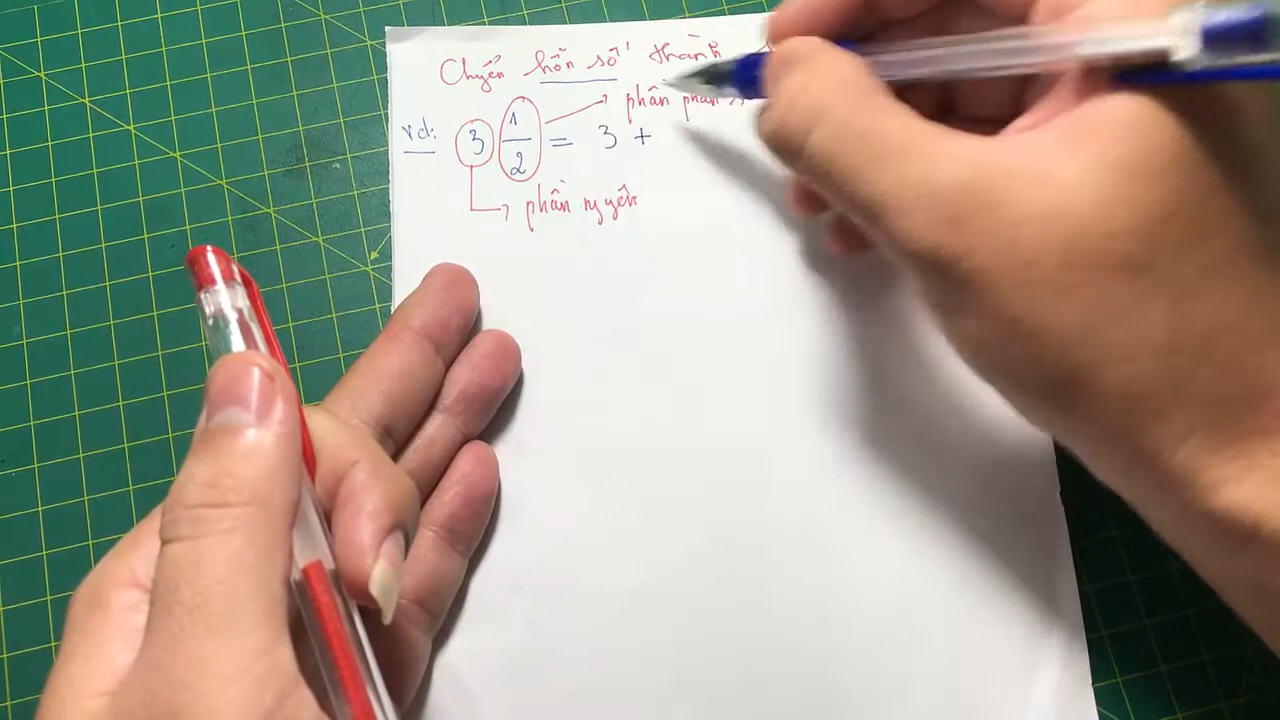 Chuyển hỗn số thành
phần phân
vd: 3 1/2 = 3 +
phần nguyên